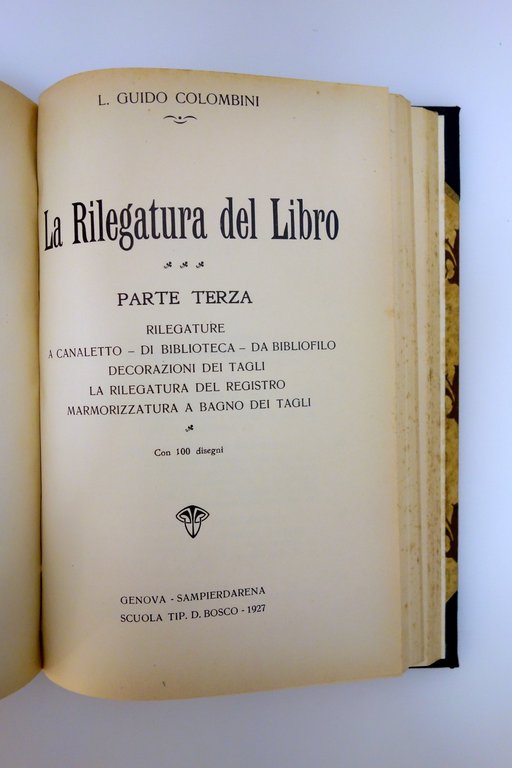 L. GUIDO COLOMBINI
La Rilegatura del Libro
PARTE TERZA
RILEGATURE
A CANALETTO – DI BIBLIOTECA – DA BIBLIOFILO
DECORAZIONI DEI TAGLI
LA RILEGATURA DEL REGISTRO
MARMORIZZATURA A BAGNO DEI TAGLI
Con 100 disegni
GENOVA - SAMPIERDARENA
SCUOLA TIP. D. BOSCO - 1927